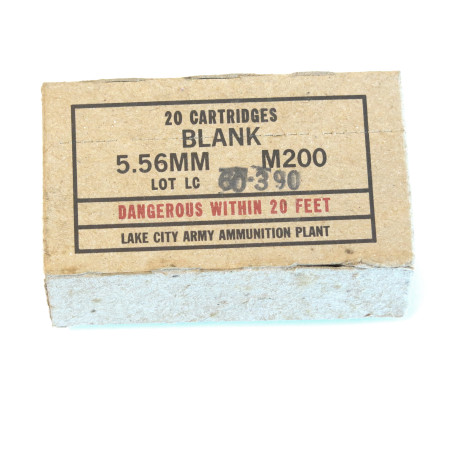 20 CARTRIDGES
BLANK
5.56MM M200
LOT LC
DANGEROUS WITHIN 20 FEET
LAKE CITY ARMY AMMUNITION PLANT